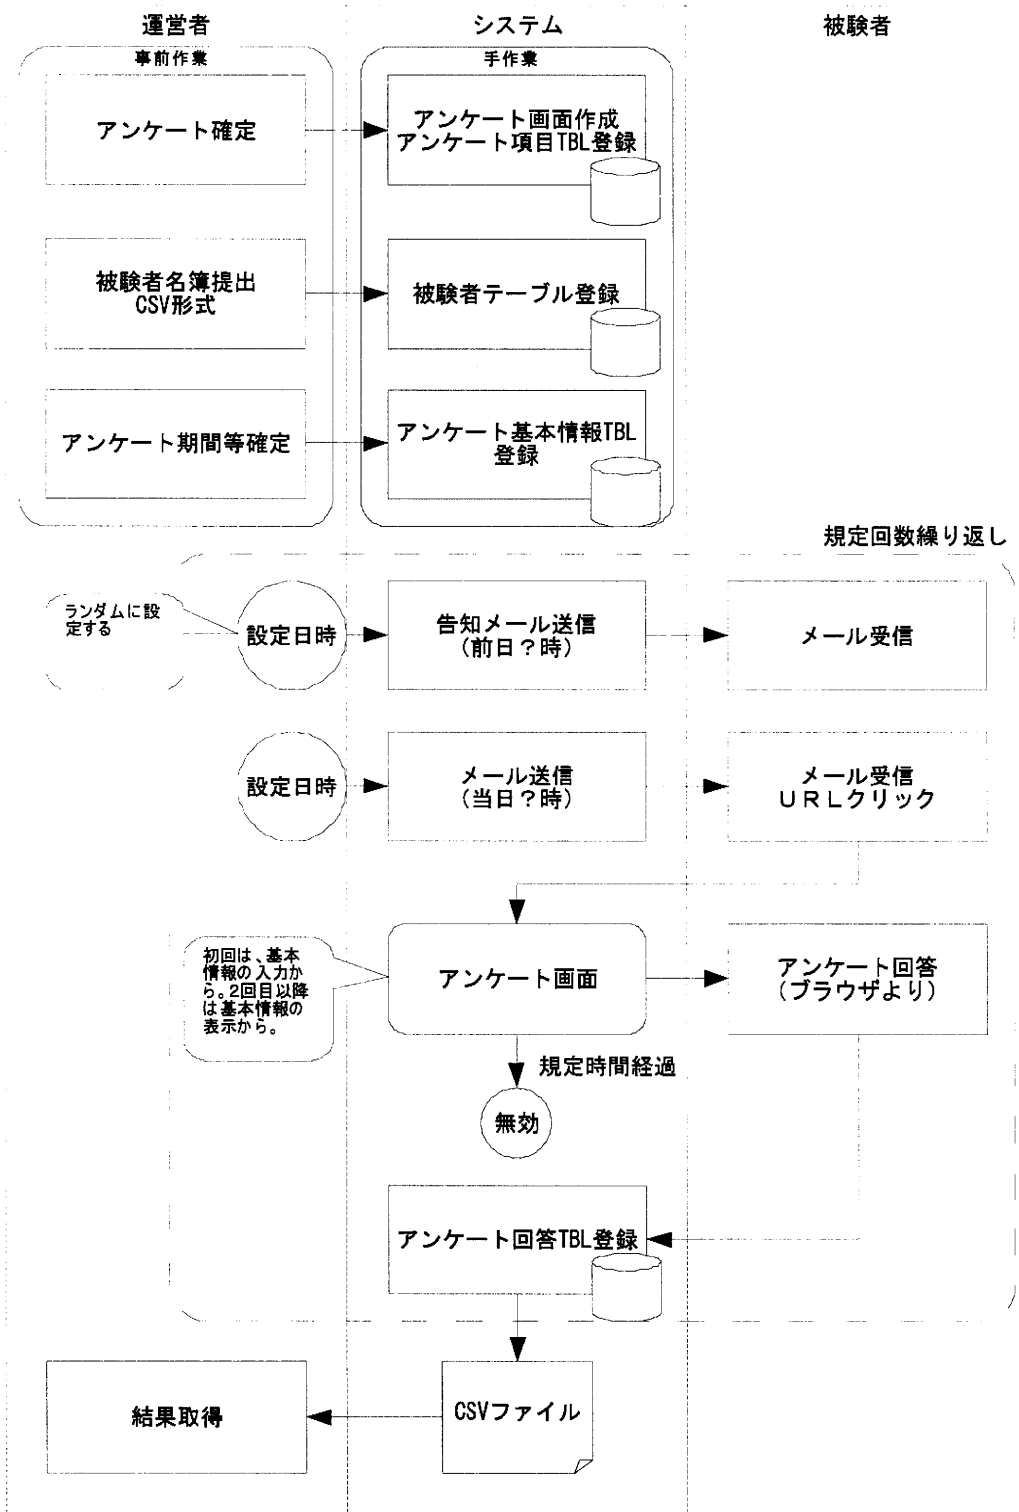 運営者
システム
被験者
事前作業
手作業
アンケート確定
アンケート画面作成
アンケート項目TBL登録
被験者名簿提出
CSV形式
被験者テーブル登録
アンケート期間等確定
アンケート基本情報TBL
登録
規定回数繰り返し
ランダムに設
定する
設定日時
告知メール送信
(前日?時)
メール受信
設定日時
メール送信
(当日?時)
メール受信
URLクリック
初回は、基本
情報の入力か
ら。2回目以降
は基本情報の
表示から。
アンケート画面
アンケート回答
(ブラウザより)
規定時間経過
無効
アンケート回答TBL登録
結果取得
CSVファイル